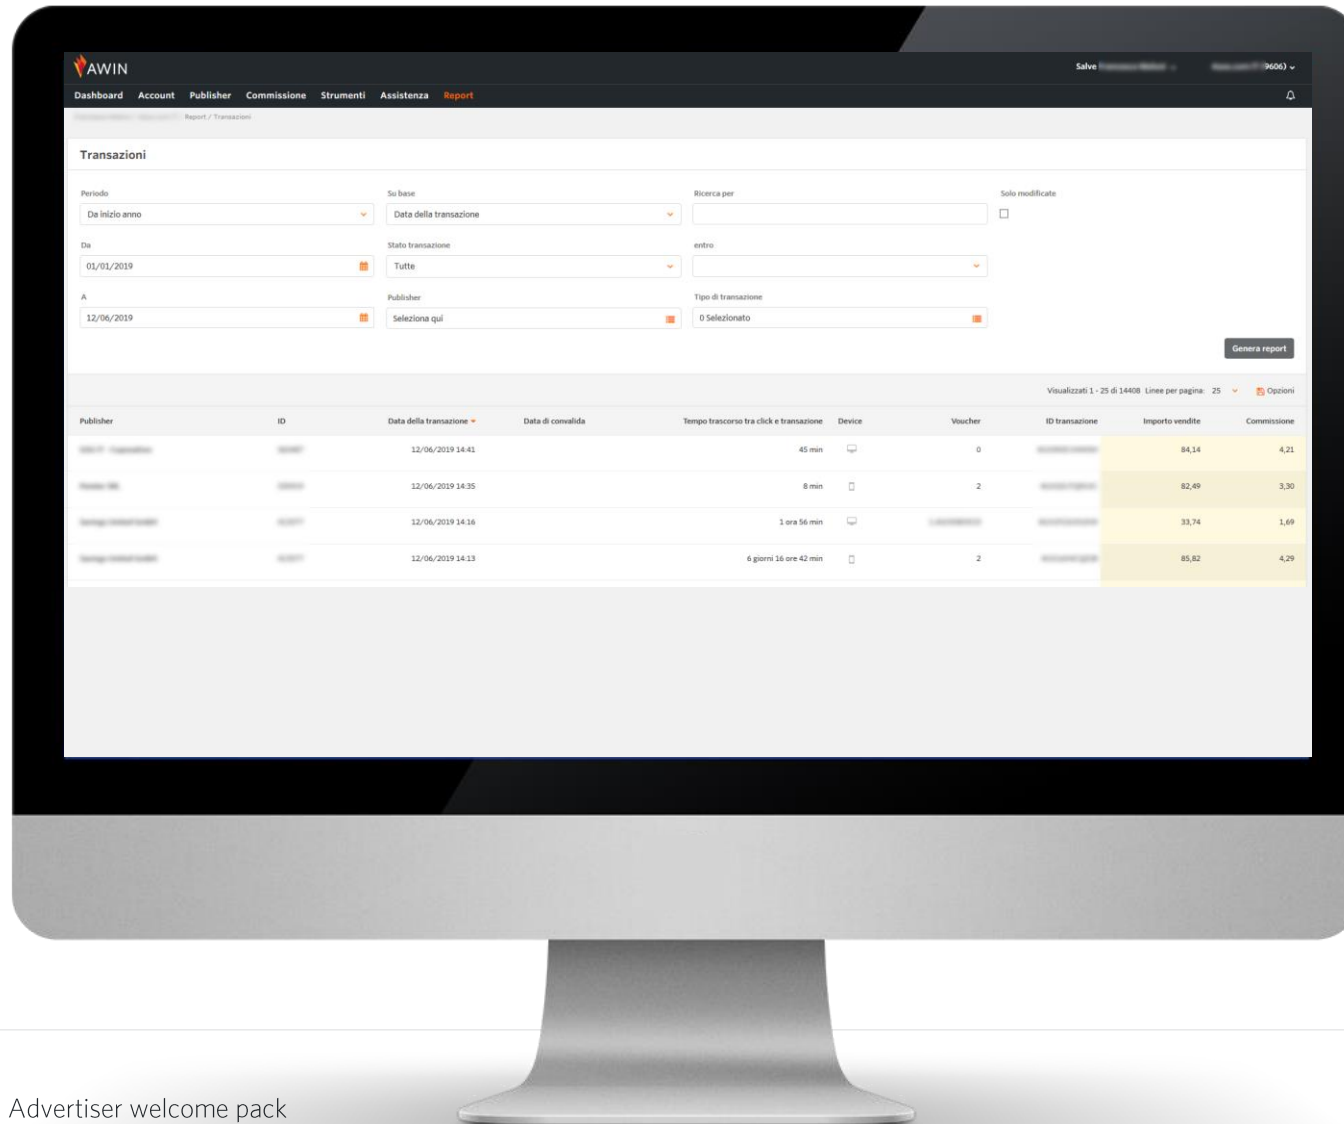 AWIN
Salve 9606)
Dashboard Account Publisher Commissione Strumenti Assistenza Report
Report / Transazioni
Transazioni
Periodo Su base Ricerca per Solo modificate
Da inizio anno Data della transazione
Da Stato transazione entro
01/01/2019 Tutte
A Publisher Tipo di transazione
12/06/2019 Seleziona qui 0 Selezionato
Genera report
Visualizzati 1 - 25 di 14408 Linee per pagina: 25 Opzioni
Publisher ID Data della transazione Data di convalida Tempo trascorso tra click e transazione Device Voucher ID transazione Importo vendite Commissione
12/06/2019 14:41 45 min 0 84,14 4,21
12/06/2019 14:35 8 min 2 82,49 3,30
12/06/2019 14:16 1 ora 56 min 33,74 1,69
12/06/2019 14:13 6 giorni 16 ore 42 min 2 85,82 4,29
Advertiser welcome pack